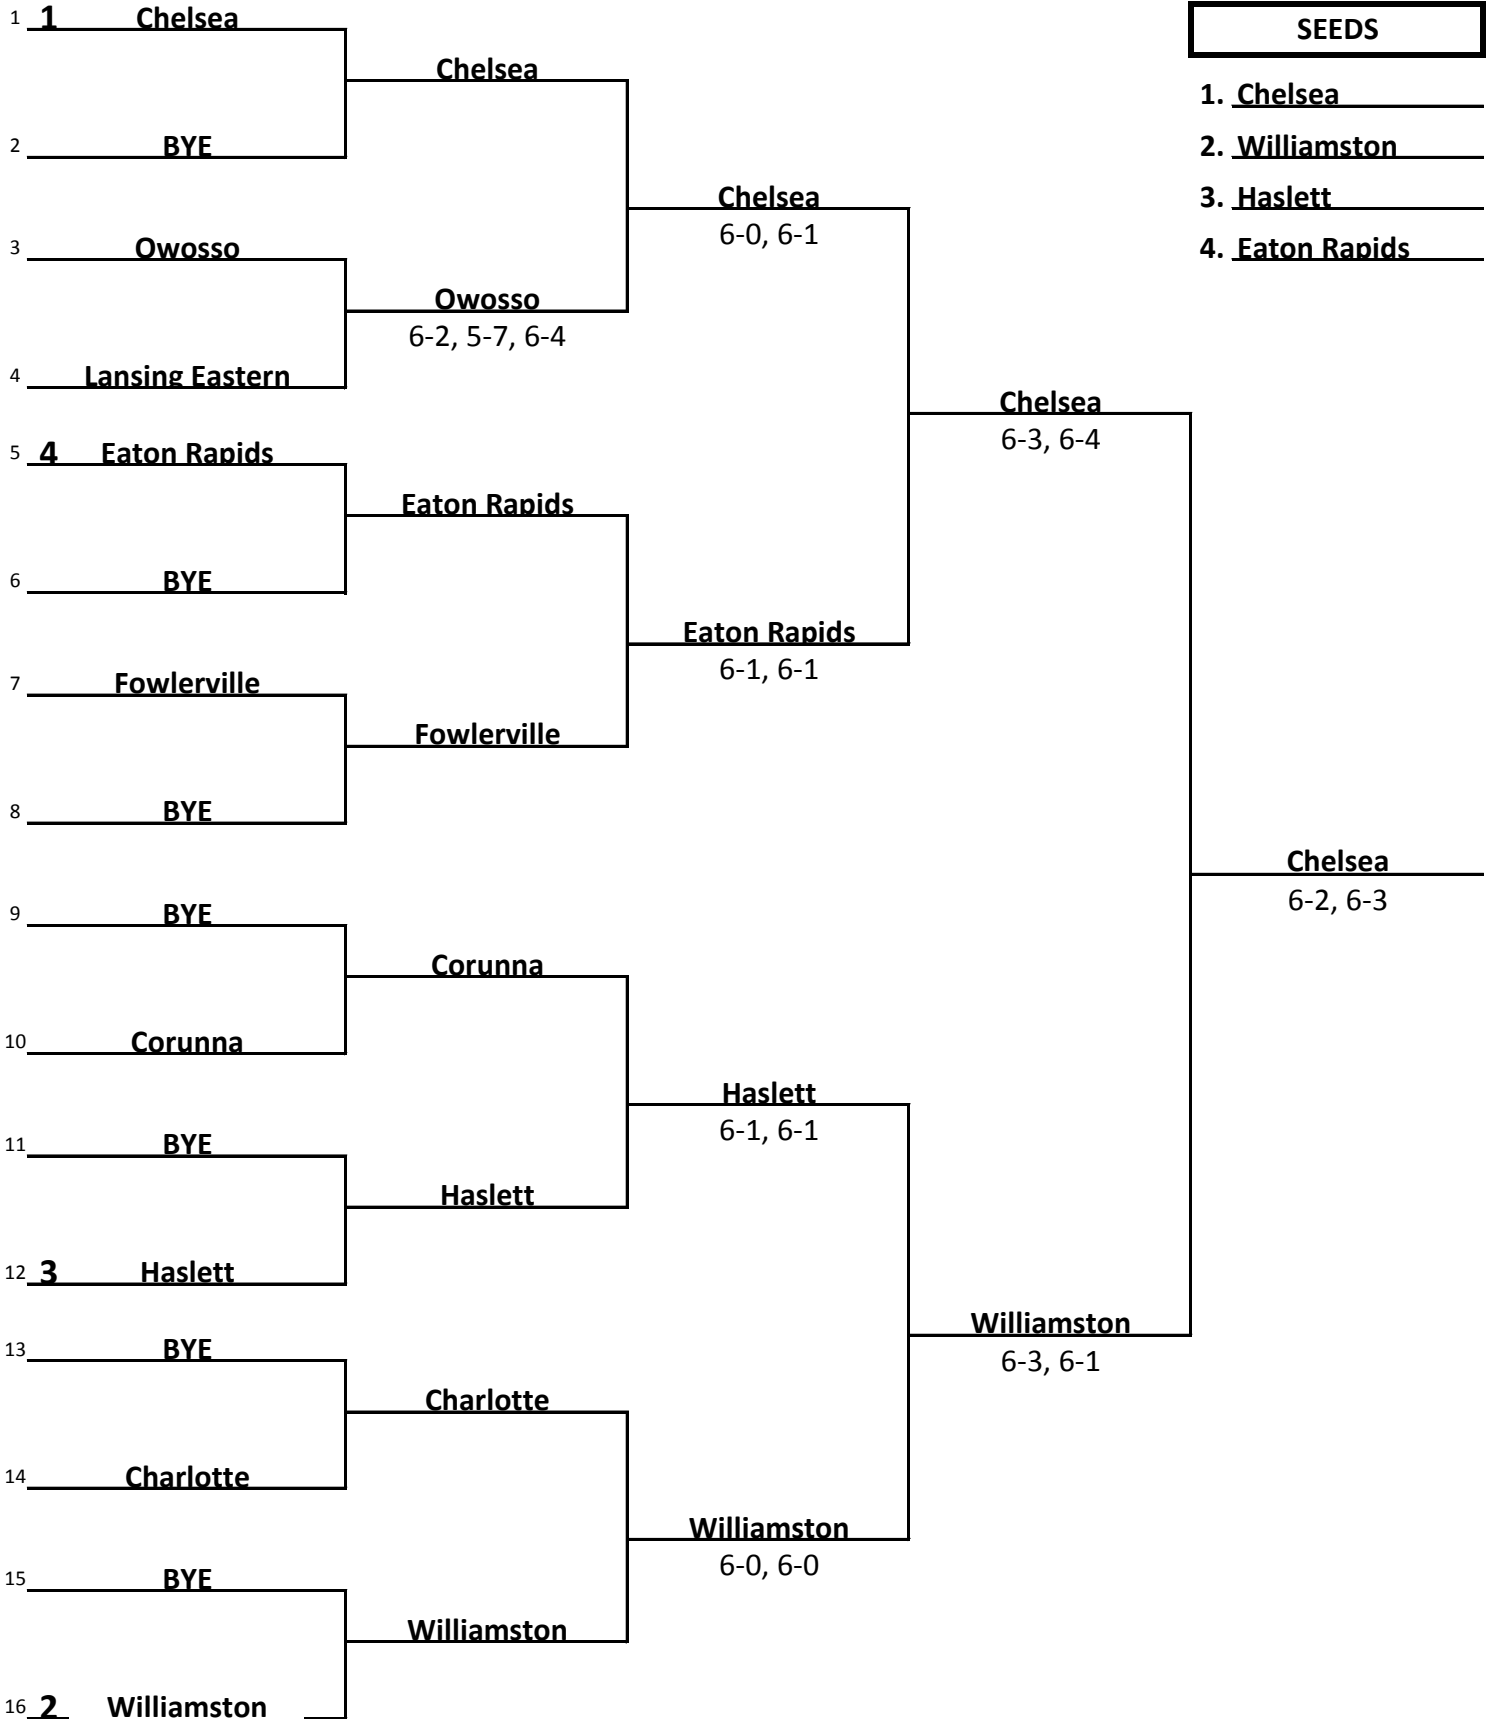 1 1 Chelsea
SEEDS
Chelsea
1. Chelsea
2 BYE
2. Williamston
Chelsea
3. Haslett
6-0, 6-1
3 Owosso
4. Eaton Rapids
Owosso
6-2, 5-7, 6-4
4 Lansing Eastern
Chelsea
6-3, 6-4
5 4 Eaton Rapids
Eaton Rapids
6 BYE
Eaton Rapids
6-1, 6-1
7 Fowlerville
Fowlerville
8 BYE
Chelsea
6-2, 6-3
9 BYE
Corunna
10 Corunna
Haslett
6-1, 6-1
11 BYE
Haslett
12 3 Haslett
Williamston
6-3, 6-1
13 BYE
Charlotte
14 Charlotte
Williamston
6-0, 6-0
15 BYE
Williamston
16 2 Williamston